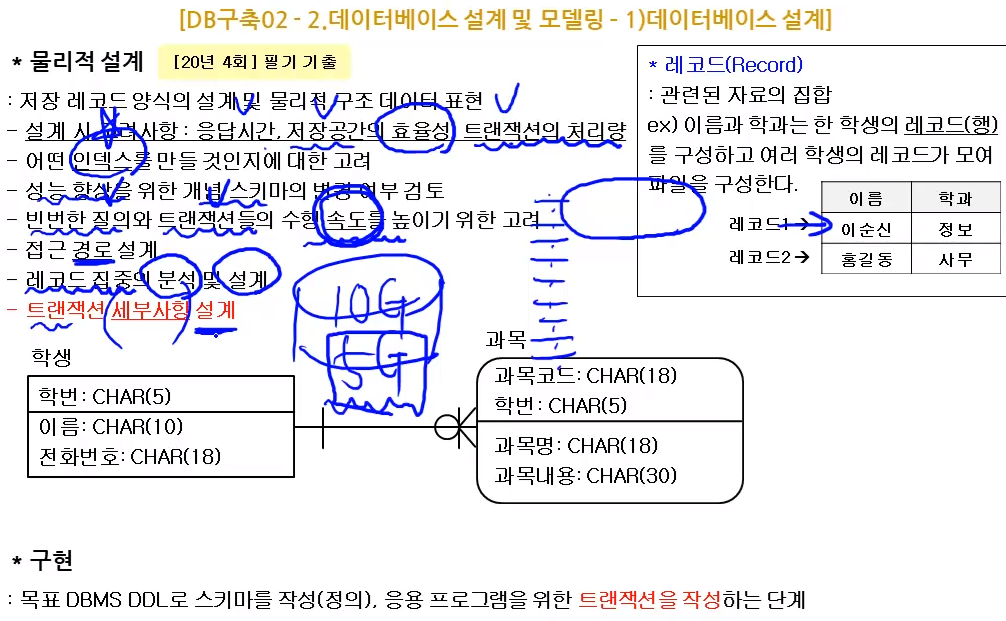 [DB구축02 - 2.데이터베이스 설계 및 모델링 - 1)데이터베이스 설계]
* 물리적 설계 [20년 4회] 필기 기출
: 저장 레코드 양식의 설계 및 물리적 구조 데이터 표현
- 설계 시 고려사항 : 응답시간, 저장공간의 효율성, 트랜잭션의 처리량
- 어떤 인덱스를 만들 것인지에 대한 고려
- 성능 향상을 위한 개념 스키마의 변경 여부 검토
- 빈번한 질의와 트랜잭션들의 수행 속도를 높이기 위한 고려
- 접근 경로 설계
- 레코드 집중의 분석 및 설계
- 트랜잭션 세부사항 설계
* 레코드(Record)
: 관련된 자료의 집합
ex) 이름과 학과는 한 학생의 레코드(행)
를 구성하고 여러 학생의 레코드가 모여
파일을 구성한다.
이름 학과
레코드1→ 이순신 정보
레코드2→ 홍길동 사무
10G
5G
학생
학번: CHAR(5)
이름: CHAR(10)
전화번호: CHAR(18)
과목
과목코드: CHAR(18)
학번: CHAR(5)
과목명: CHAR(18)
과목내용: CHAR(30)
* 구현
: 목표 DBMS DDL로 스키마를 작성(정의), 응용 프로그램을 위한 트랜잭션을 작성하는 단계